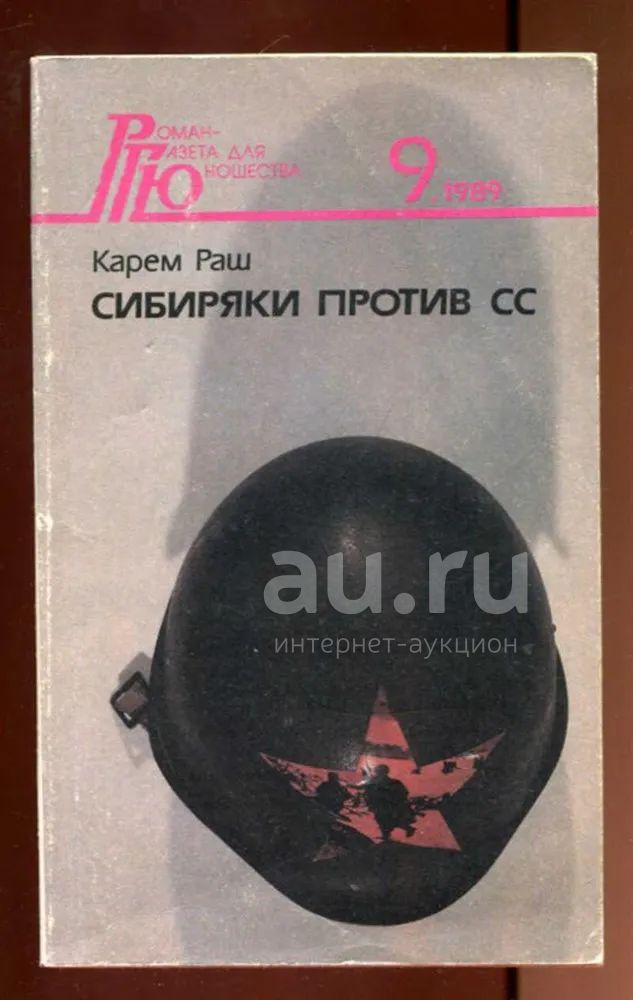 РОМАН-
ГАЗЕТА ДЛЯ
ЮНОШЕСТВА
9.1989
Карем Раш
СИБИРЯКИ ПРОТИВ СС
au.ru
интернет-аукцион